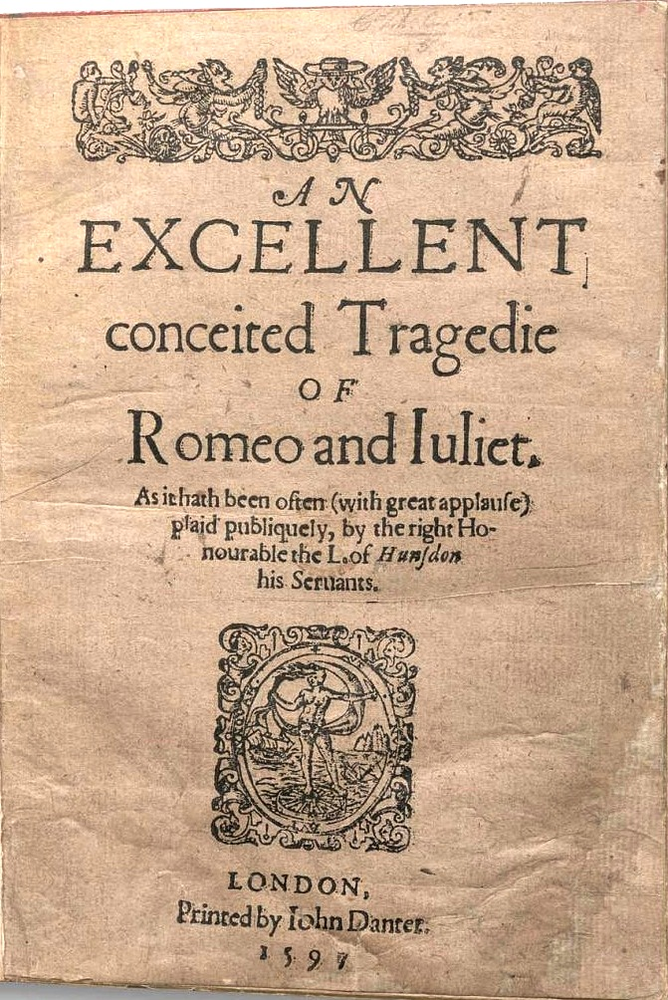 AN
EXCELLENT
conceited Tragedie
OF
Romeo and Iuliet.
As it hath been often (with great applause)
plaid publiquely, by the right Ho-
nourable the L. of Hunsdon
his Seruants.
LONDON,
Printed by Iohn Danter.
1597